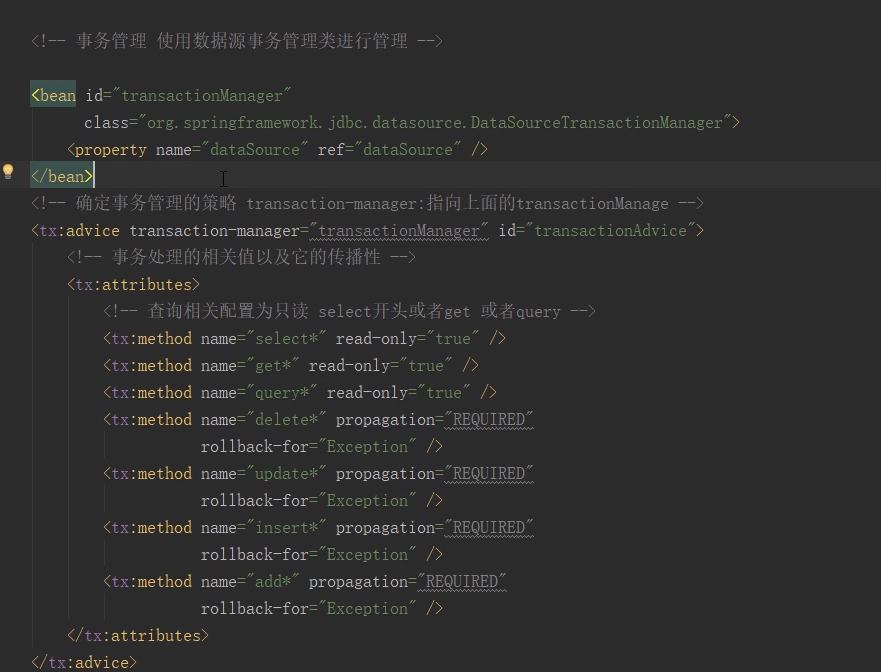 <!-- 事务管理 使用数据源事务管理类进行管理 -->
<bean id="transactionManager"
class="org.springframework.jdbc.datasource.DataSourceTransactionManager">
<property name="dataSource" ref="dataSource" />
</bean>
<!-- 确定事务管理的策略 transaction-manager:指向上面的transactionManage -->
<tx:advice transaction-manager="transactionManager" id="transactionAdvice">
<!-- 事务处理的相关值以及它的传播性 -->
<tx:attributes>
<!-- 查询相关配置为只读 select开头或者get 或者query -->
<tx:method name="select*" read-only="true" />
<tx:method name="get*" read-only="true" />
<tx:method name="query*" read-only="true" />
<tx:method name="delete*" propagation="REQUIRED"
rollback-for="Exception" />
<tx:method name="update*" propagation="REQUIRED"
rollback-for="Exception" />
<tx:method name="insert*" propagation="REQUIRED"
rollback-for="Exception" />
<tx:method name="add*" propagation="REQUIRED"
rollback-for="Exception" />
</tx:attributes>
</tx:advice>